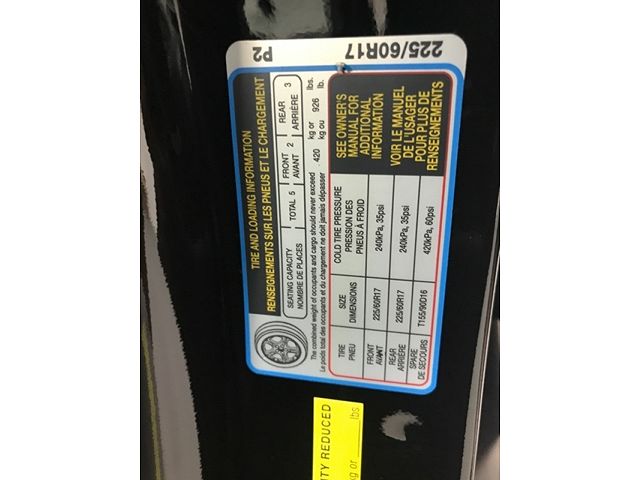 TIRE AND LOADING INFORMATION
RENSEIGNEMENTS SUR LES PNEUS ET LE CHARGEMENT
SEATING CAPACITY
NOMBRE DE PLACES
TOTAL 5
FRONT 2
AVANT
REAR 3
ARRIÈRE
The combined weight of occupants and cargo should never exceed 420 kg or 926 lbs.
Le poids total des occupants et du chargement ne doit jamais dépasser kg ou lb.
TIRE
PNEU
SIZE
DIMENSIONS
COLD TIRE PRESSURE
PRESSION DES
PNEUS À FROID
FRONT
AVANT
225/60R17
240kPa, 35psi
REAR
ARRIERE
225/60R17
240kPa, 35psi
SPARE
DE SECOURS
T155/90D16
420kPa, 60psi
SEE OWNER'S
MANUAL FOR
ADDITIONAL
INFORMATION
VOIR LE MANUEL
DE L'USAGER
POUR PLUS DE
RENSEIGNEMENTS
225/60R17 P2
ITY REDUCED
or lbs